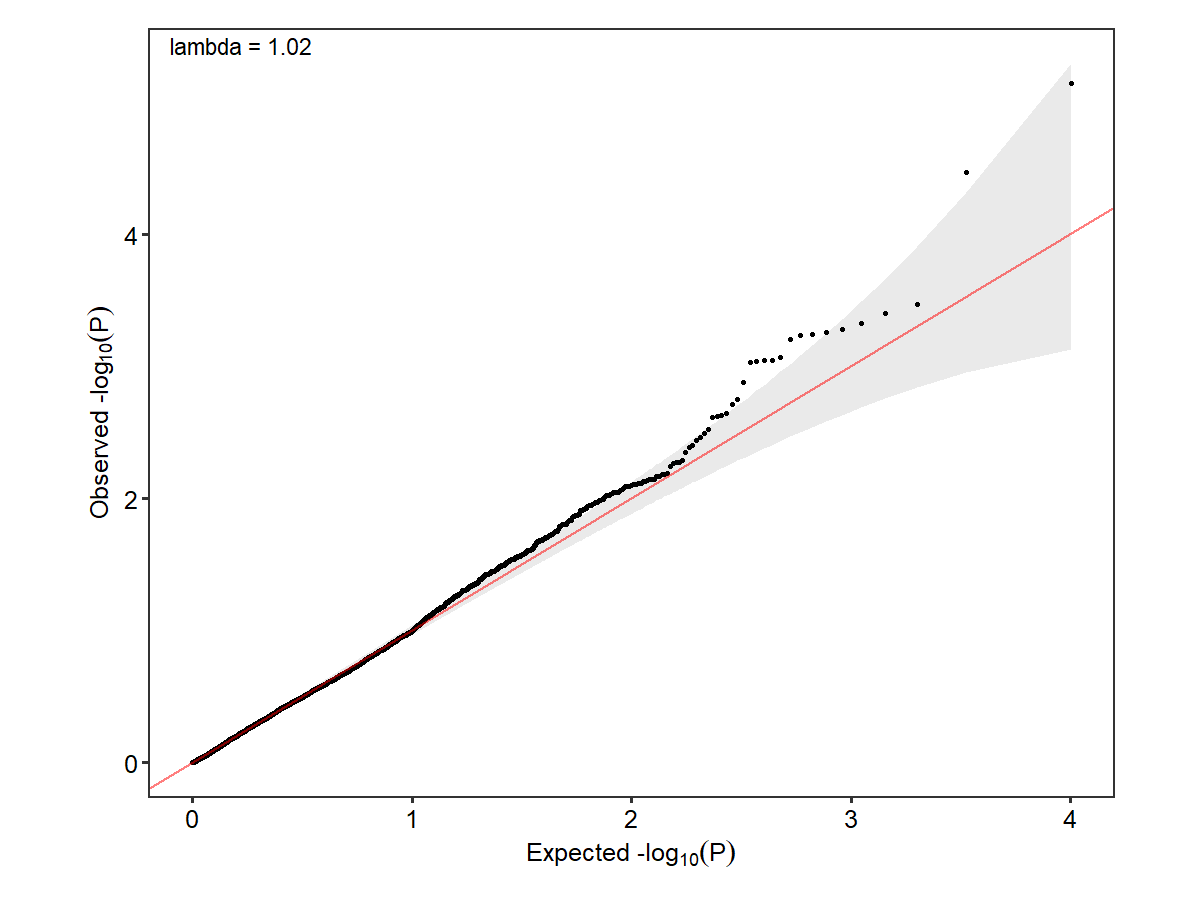 lambda = 1.02
4
2
0
Observed -log10(P)
0 1 2 3 4
Expected -log10(P)